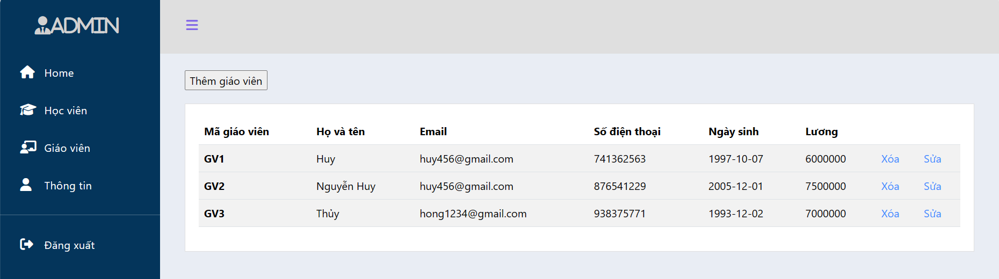 ADMIN
Home
Học viên
Giáo viên
Thông tin
Đăng xuất
Thêm giáo viên
Mã giáo viên Họ và tên Email Số điện thoại Ngày sinh Lương
GV1 Huy huy456@gmail.com 741362563 1997-10-07 6000000 Xóa Sửa
GV2 Nguyễn Huy huy456@gmail.com 876541229 2005-12-01 7500000 Xóa Sửa
GV3 Thủy hong1234@gmail.com 938375771 1993-12-02 7000000 Xóa Sửa